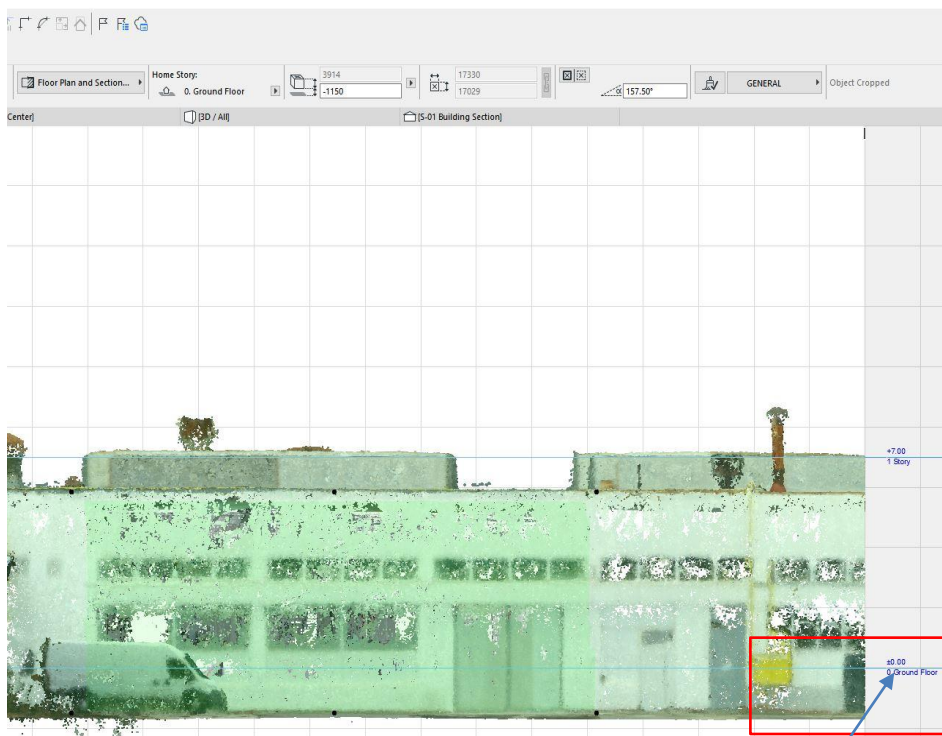 Floor Plan and Section...
Home Story:
0. Ground Floor
3914
-1150
17330
17029
α 157.50°
GENERAL
Object Cropped
Center]
[3D / All]
[S-01 Building Section]
+7.00
1 Story
±0.00
0 Ground Floor